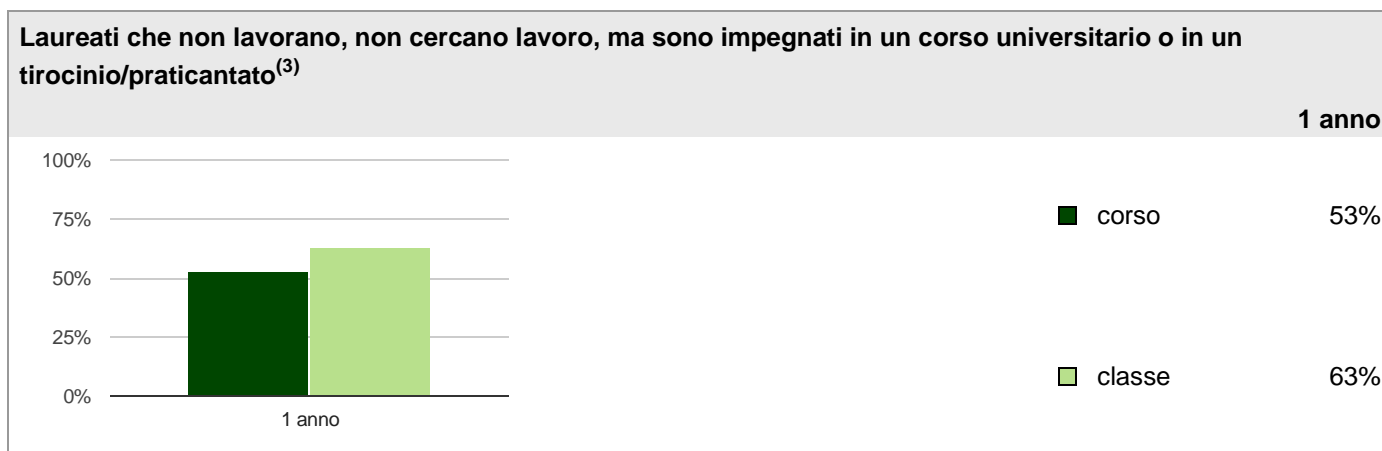 Laureati che non lavorano, non cercano lavoro, ma sono impegnati in un corso universitario o in un
tirocinio/praticantato(3)
1 anno
100%
75%
50%
25%
0%
1 anno
corso 53%
classe 63%